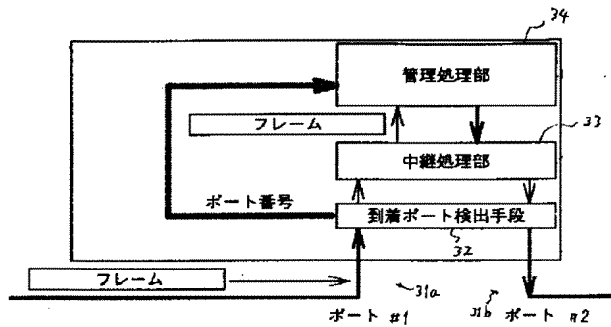 34
管理処理部
フレーム
33
中継処理部
ポート番号
到着ポート検出手段
32
フレーム
31a
31b
ポート #1
ポート #2